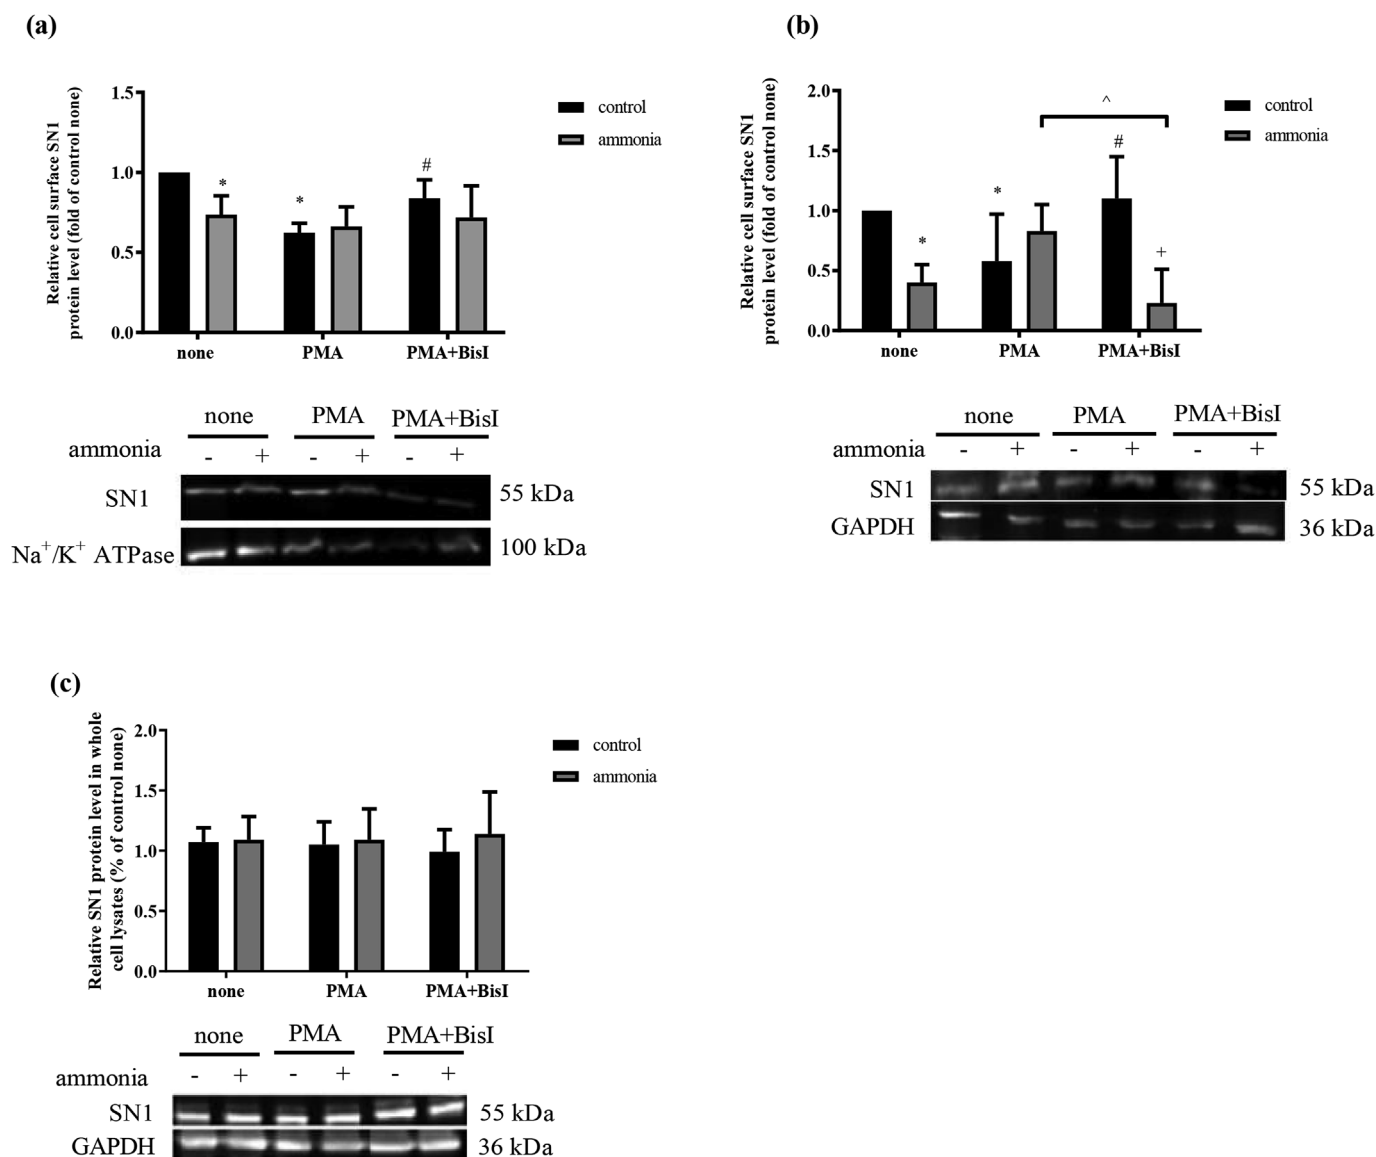 (a)
Relative cell surface SN1
protein level (fold of control none)
1.5
1.0
0.5
0.0
*
*
#
none
PMA
PMA+BisI
control
ammonia
none
PMA
PMA+BisI
ammonia
- + - + - +
SN1
55 kDa
Na+/K+ ATPase
100 kDa
(b)
Relative cell surface SN1
protein level (fold of control none)
2.0
1.5
1.0
0.5
0.0
*
*
#
^
+
none
PMA
PMA+BisI
control
ammonia
none
PMA
PMA+BisI
ammonia
- + - + - +
SN1
55 kDa
GAPDH
36 kDa
(c)
Relative SN1 protein level in whole
cell lysates (% of control none)
2.0
1.5
1.0
0.5
0.0
none
PMA
PMA+BisI
control
ammonia
none
PMA
PMA+BisI
ammonia
- + - + - +
SN1
55 kDa
GAPDH
36 kDa